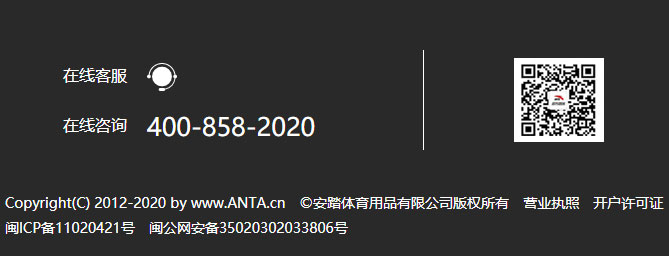 在线客服
在线咨询 400-858-2020
Copyright(C) 2012-2020 by www.ANTA.cn ©安踏体育用品有限公司版权所有 营业执照 开户许可证
闽ICP备11020421号 闽公网安备35020302033806号